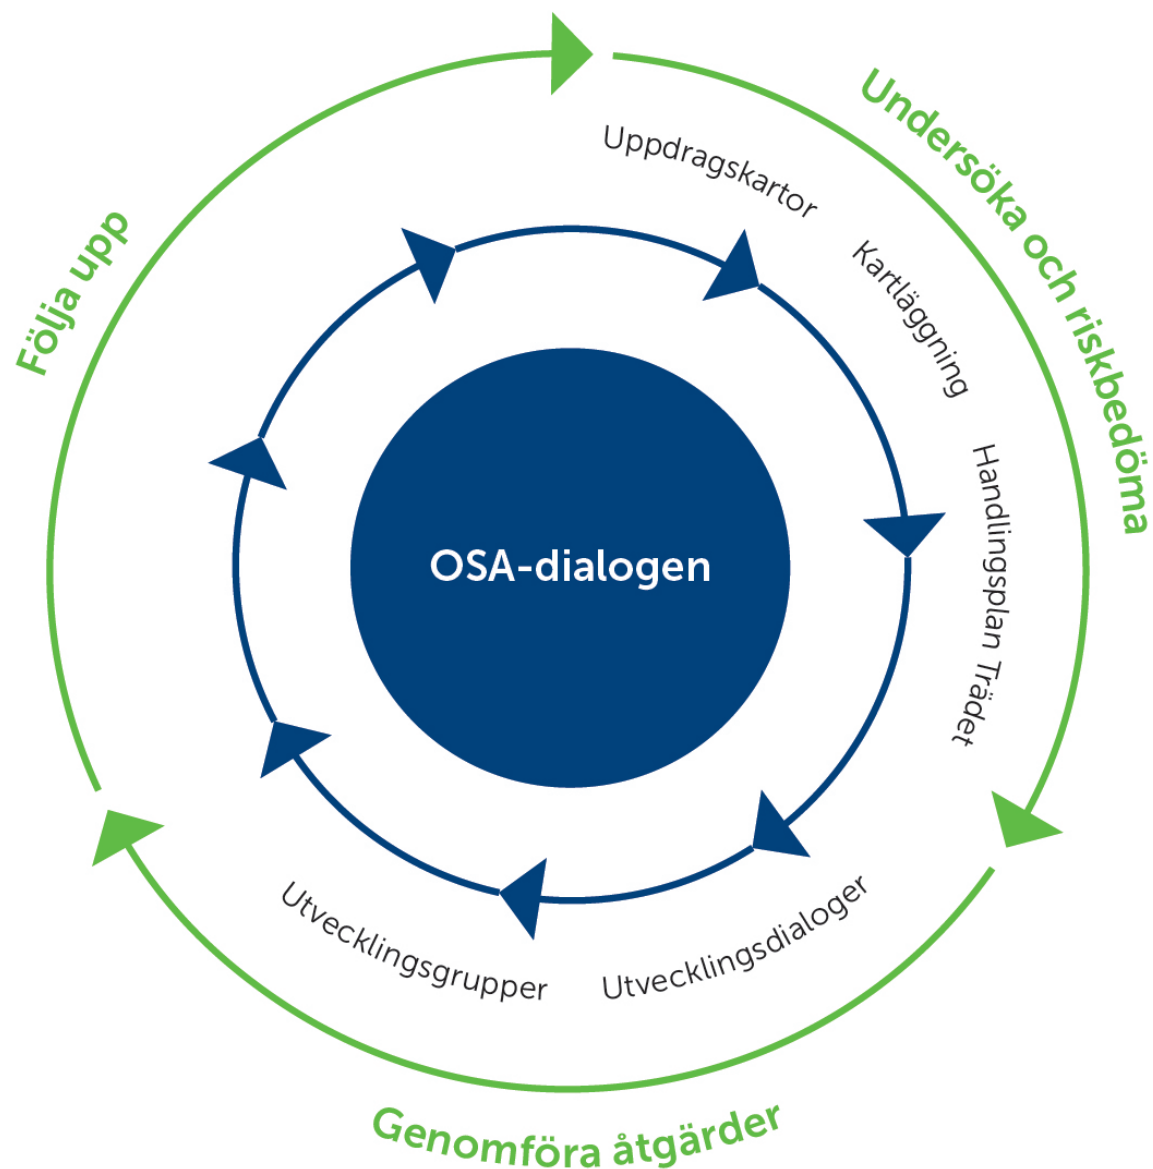 Undersöka och riskbedöma
Uppdragskartor
Kartläggning
Handlingsplan Trädet
Följa upp
OSA-dialogen
Utvecklingsdialoger
Utvecklingsgrupper
Genomföra åtgärder